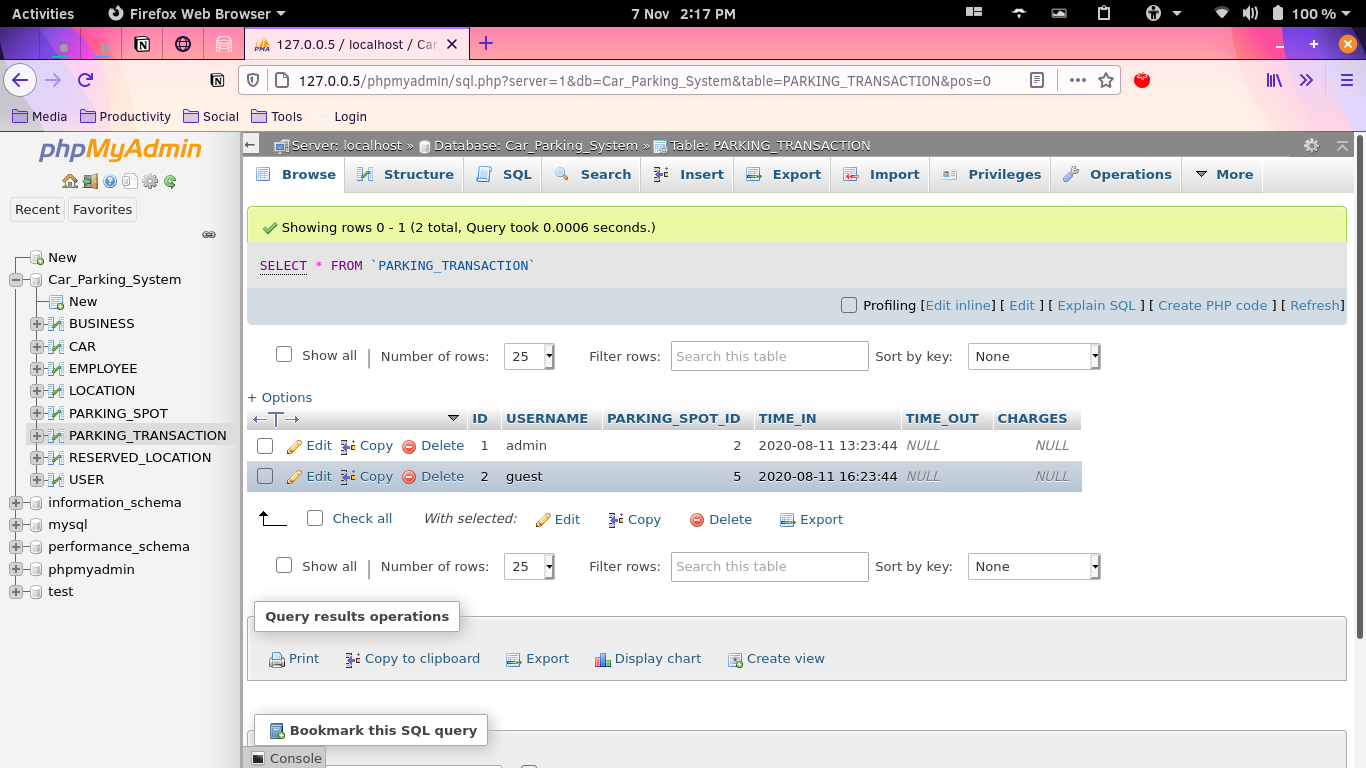 Activities Firefox Web Browser 7 Nov 2:17 PM 100 %
PMA 127.0.0.5 / localhost / Car
127.0.0.5/phpmyadmin/sql.php?server=1&db=Car_Parking_System&table=PARKING_TRANSACTION&pos=0
Media Productivity Social Tools Login
phpMyAdmin
Recent Favorites
New
Car_Parking_System
New
BUSINESS
CAR
EMPLOYEE
LOCATION
PARKING_SPOT
PARKING_TRANSACTION
RESERVED_LOCATION
USER
information_schema
mysql
performance_schema
phpmyadmin
test
Server: localhost » Database: Car_Parking_System » Table: PARKING_TRANSACTION
Browse Structure SQL Search Insert Export Import Privileges Operations More
Showing rows 0 - 1 (2 total, Query took 0.0006 seconds.)
SELECT * FROM `PARKING_TRANSACTION`
Profiling [Edit inline] [ Edit ] [ Explain SQL ] [ Create PHP code ] [ Refresh]
Show all | Number of rows: 25 Filter rows: Search this table Sort by key: None
+ Options
←T→ ID USERNAME PARKING_SPOT_ID TIME_IN TIME_OUT CHARGES
Edit Copy Delete 1 admin 2 2020-08-11 13:23:44 NULL NULL
Edit Copy Delete 2 guest 5 2020-08-11 16:23:44 NULL NULL
Check all With selected: Edit Copy Delete Export
Show all | Number of rows: 25 Filter rows: Search this table Sort by key: None
Query results operations
Print Copy to clipboard Export Display chart Create view
Bookmark this SQL query
Console